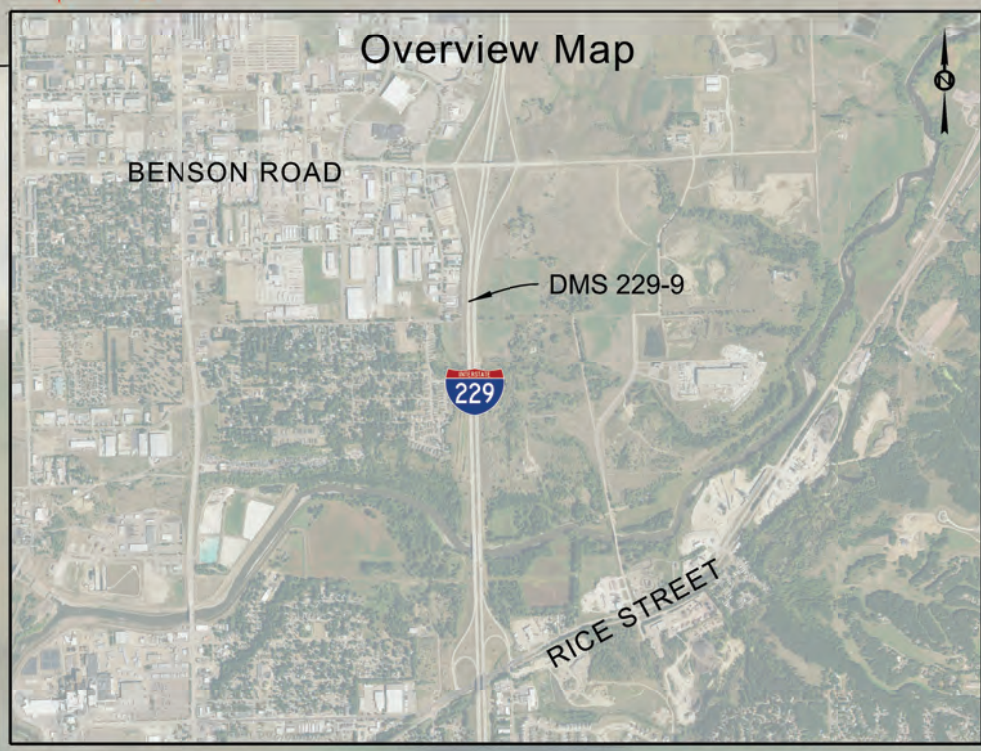 Overview Map
N
BENSON ROAD
DMS 229-9
INTERSTATE
229
RICE STREET